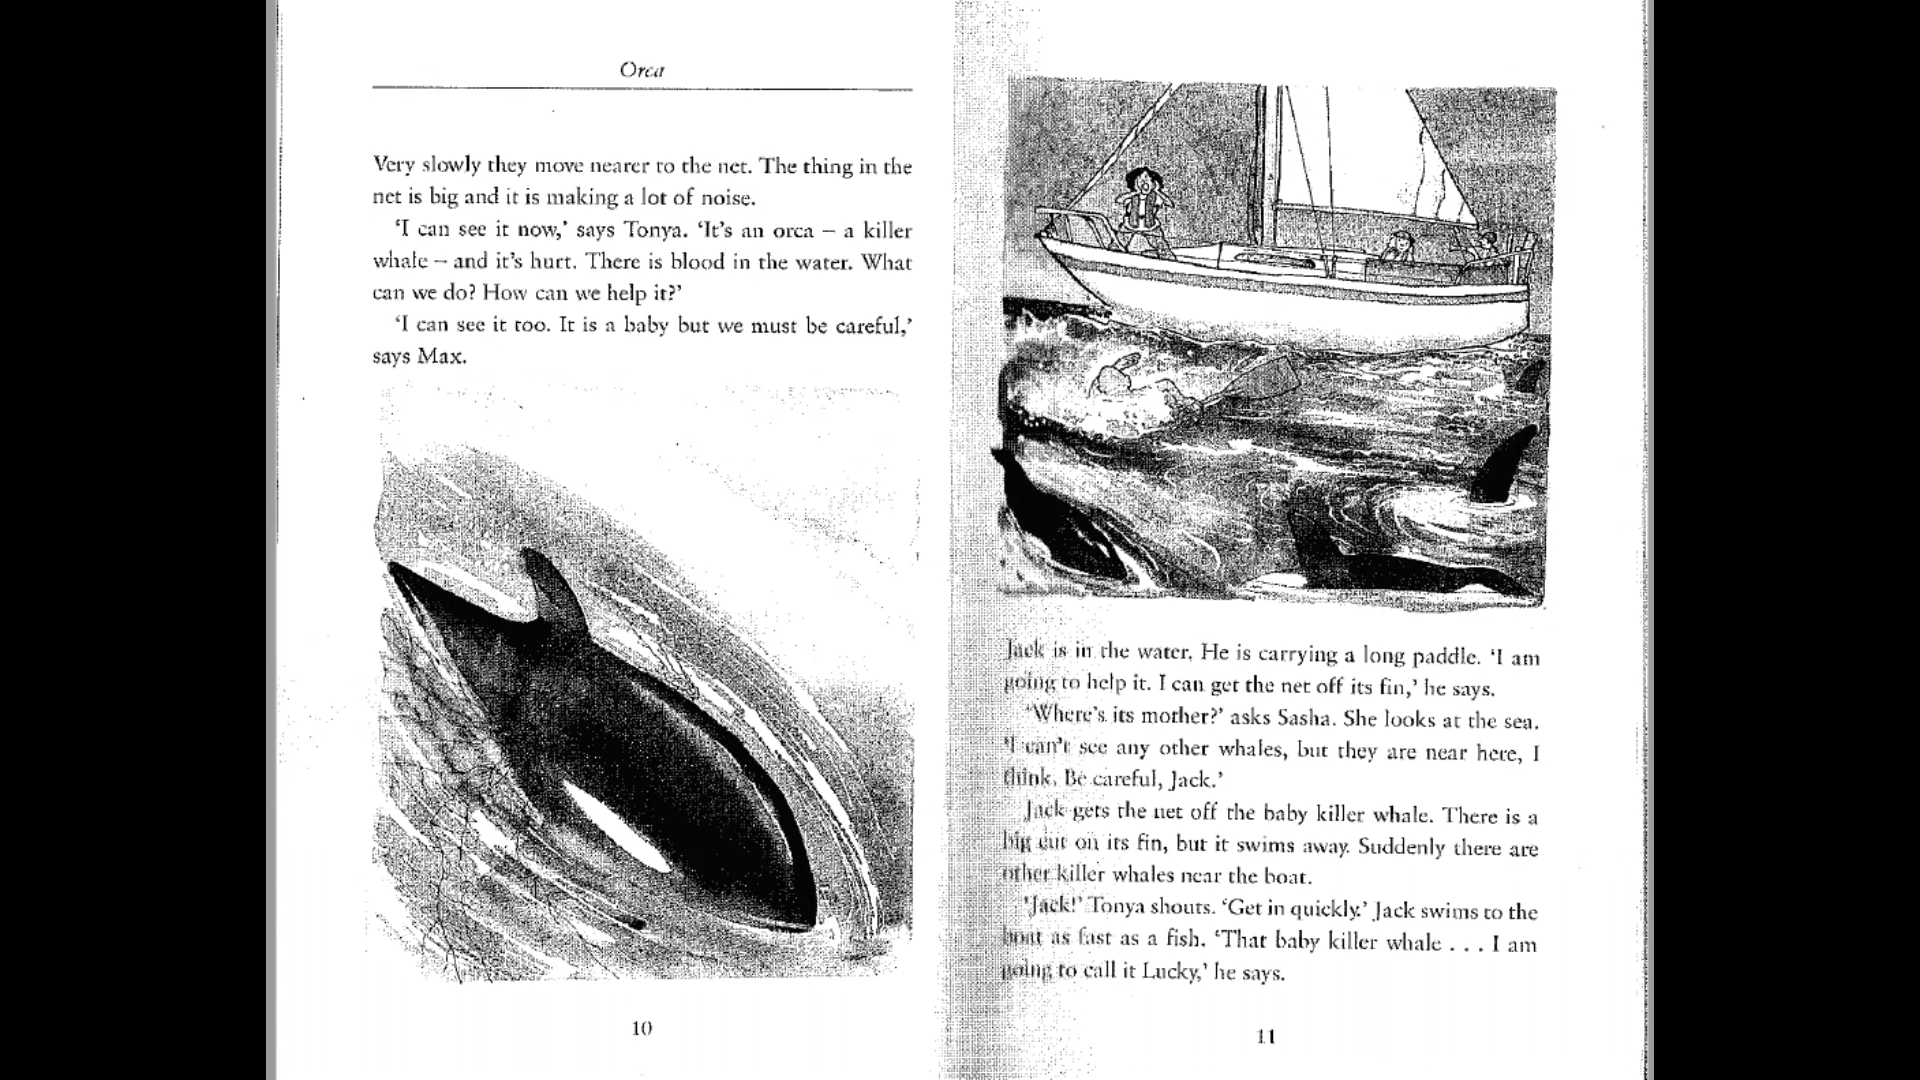 Orca
Very slowly they move nearer to the net. The thing in the
net is big and it is making a lot of noise.
‘I can see it now,’ says Tonya. ‘It’s an orca – a killer
whale – and it’s hurt. There is blood in the water. What
can we do? How can we help it?’
‘I can see it too. It is a baby but we must be careful,’
says Max.
10
Jack is in the water. He is carrying a long paddle. ‘I am
going to help it. I can get the net off its fin,’ he says.
‘Where’s its mother?’ asks Sasha. She looks at the sea.
‘I can’t see any other whales, but they are near here, I
think. Be careful, Jack.’
Jack gets the net off the baby killer whale. There is a
big cut on its fin, but it swims away. Suddenly there are
other killer whales near the boat.
‘Jack!’ Tonya shouts. ‘Get in quickly.’ Jack swims to the
boat as fast as a fish. ‘That baby killer whale . . . I am
going to call it Lucky,’ he says.
11